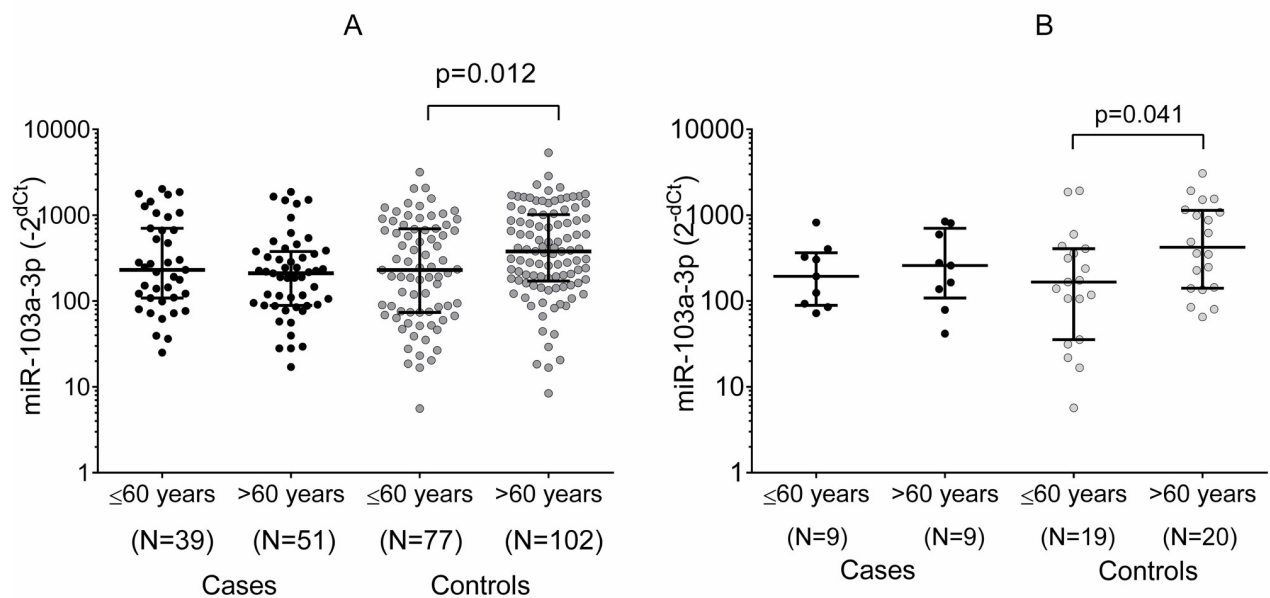 A
p=0.012
miR-103a-3p (-2^dCt)
10000
1000
100
10
1
≤60 years >60 years ≤60 years >60 years
(N=39) (N=51) (N=77) (N=102)
Cases Controls
B
p=0.041
miR-103a-3p (2^-dCt)
10000
1000
100
10
1
≤60 years >60 years ≤60 years >60 years
(N=9) (N=9) (N=19) (N=20)
Cases Controls